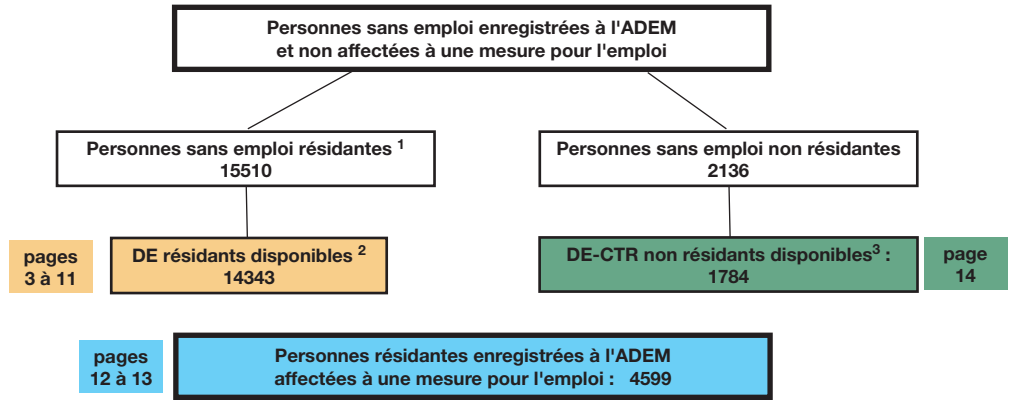 Personnes sans emploi enregistrées à l'ADEM
et non affectées à une mesure pour l'emploi
Personnes sans emploi résidantes ¹
15510
Personnes sans emploi non résidantes
2136
pages
3 à 11
DE résidants disponibles ²
14343
DE-CTR non résidants disponibles³ :
1784
page
14
pages
12 à 13
Personnes résidantes enregistrées à l'ADEM
affectées à une mesure pour l'emploi : 4599